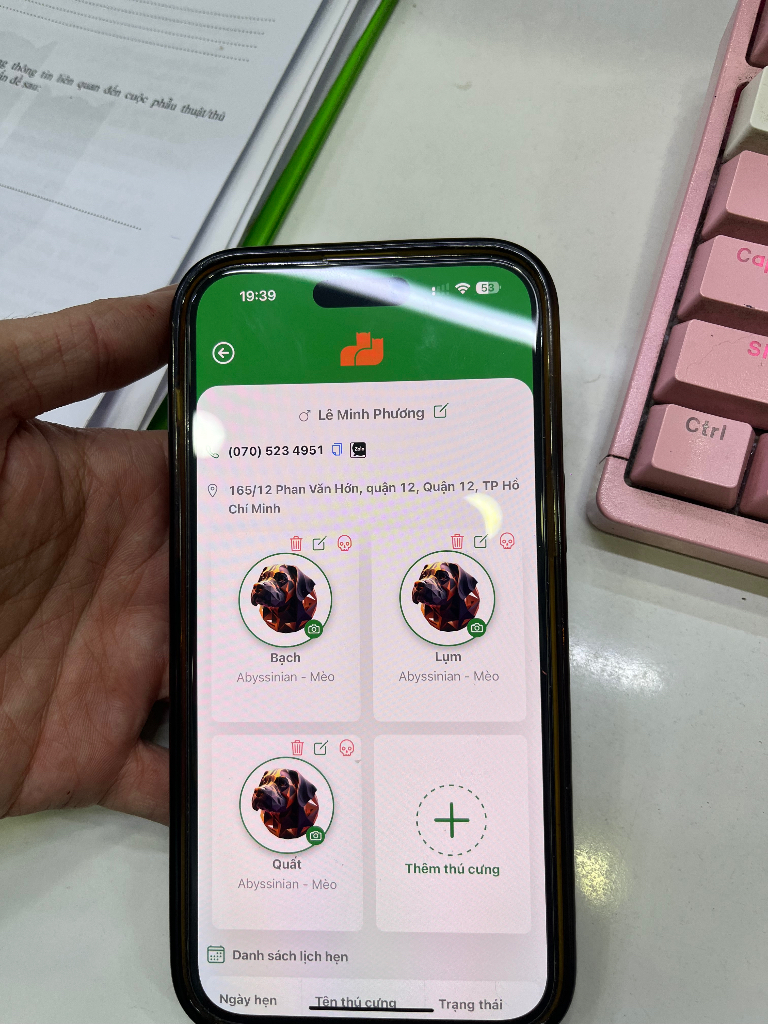 thông tin liên quan đến cuộc phẫu thuật/thủ
đề sau:
19:39
53
Lê Minh Phương
(070) 523 4951
Zalo
165/12 Phan Văn Hớn, quận 12, Quận 12, TP Hồ
Chí Minh
Bạch
Abyssinian - Mèo
Lụm
Abyssinian - Mèo
Quất
Abyssinian - Mèo
Thêm thú cưng
Danh sách lịch hẹn
Ngày hẹn
Tên thú cưng
Trạng thái
Ctrl